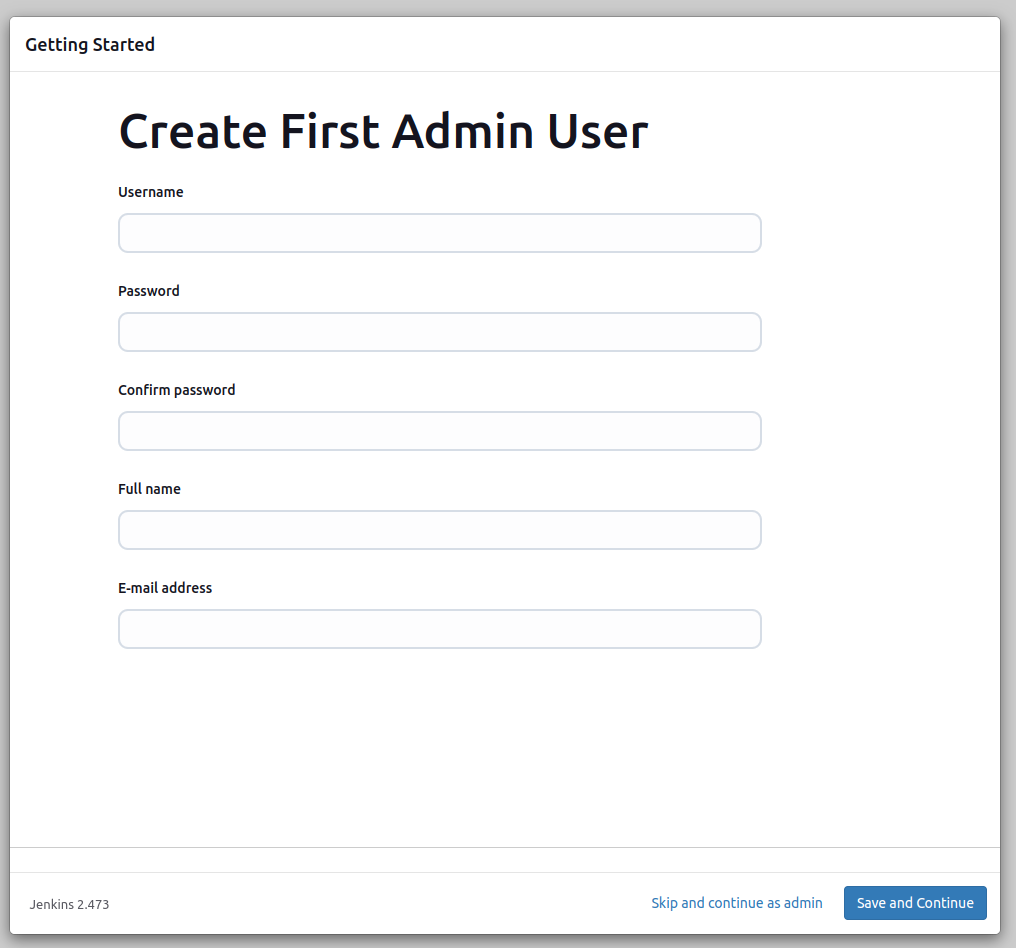 Getting Started
Create First Admin User
Username
Password
Confirm password
Full name
E-mail address
Jenkins 2.473
Skip and continue as admin
Save and Continue